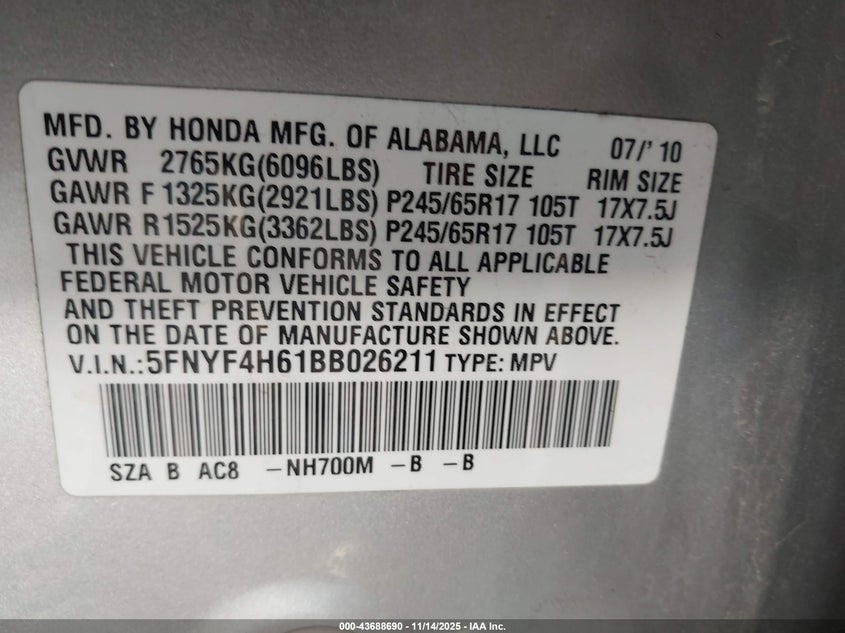 MFD. BY HONDA MFG. OF ALABAMA, LLC 07/' 10
GVWR 2765KG(6096LBS) TIRE SIZE RIM SIZE
GAWR F 1325KG(2921LBS) P245/65R17 105T 17X7.5J
GAWR R1525KG(3362LBS) P245/65R17 105T 17X7.5J
THIS VEHICLE CONFORMS TO ALL APPLICABLE
FEDERAL MOTOR VEHICLE SAFETY
AND THEFT PREVENTION STANDARDS IN EFFECT
ON THE DATE OF MANUFACTURE SHOWN ABOVE.
V.I.N.:5FNYF4H61BB026211 TYPE: MPV
SZA B AC8 -NH700M -B -B
000-43688690 - 11/14/2025 - IAA Inc.